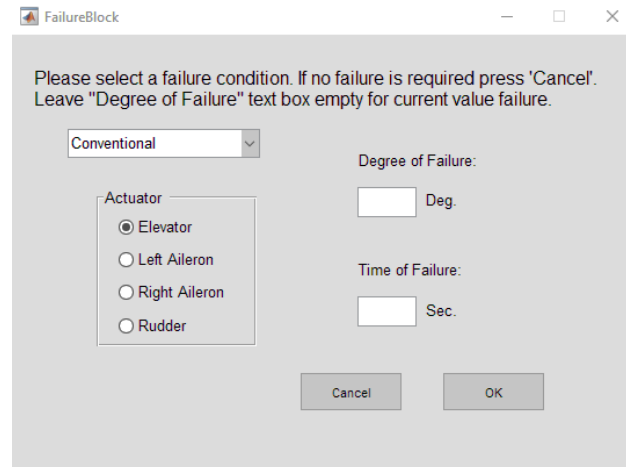 FailureBlock
Please select a failure condition. If no failure is required press 'Cancel'.
Leave "Degree of Failure" text box empty for current value failure.
Conventional
Degree of Failure:
Deg.
Actuator
Elevator
Left Aileron
Right Aileron
Rudder
Time of Failure:
Sec.
Cancel
OK